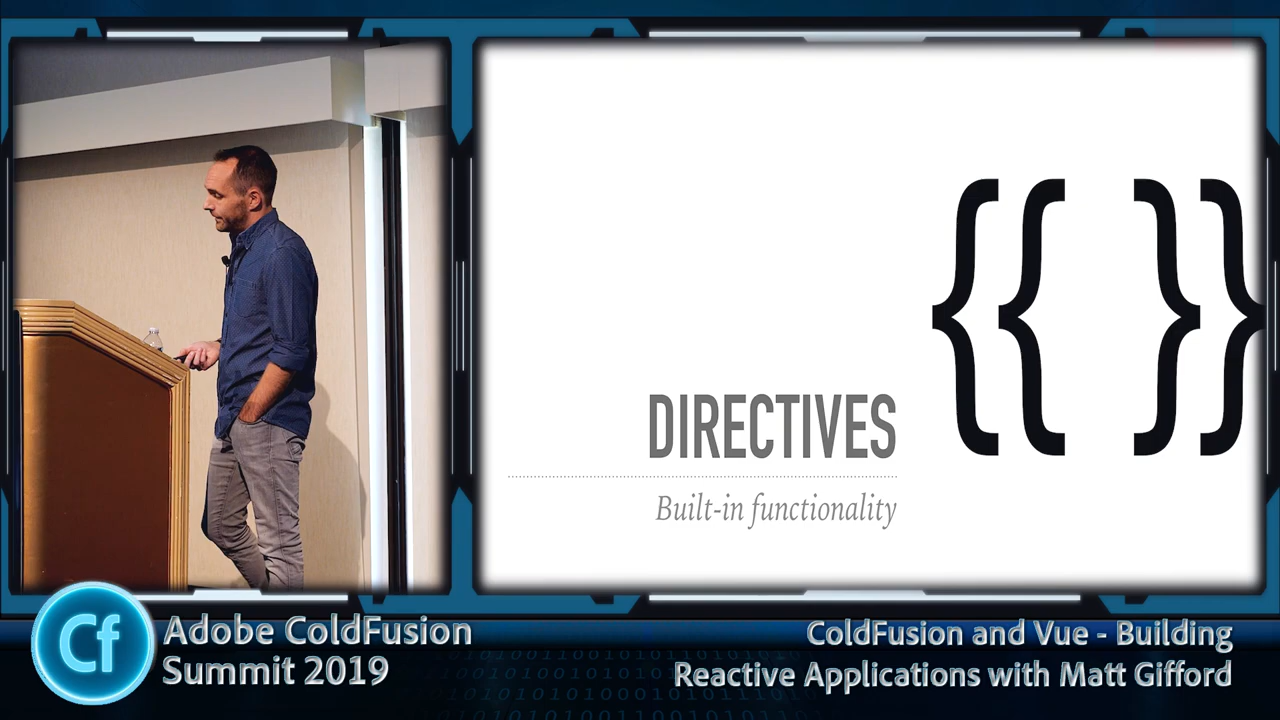 {{ }}
DIRECTIVES
Built-in functionality
Cf
Adobe ColdFusion
Summit 2019
ColdFusion and Vue - Building
Reactive Applications with Matt Gifford